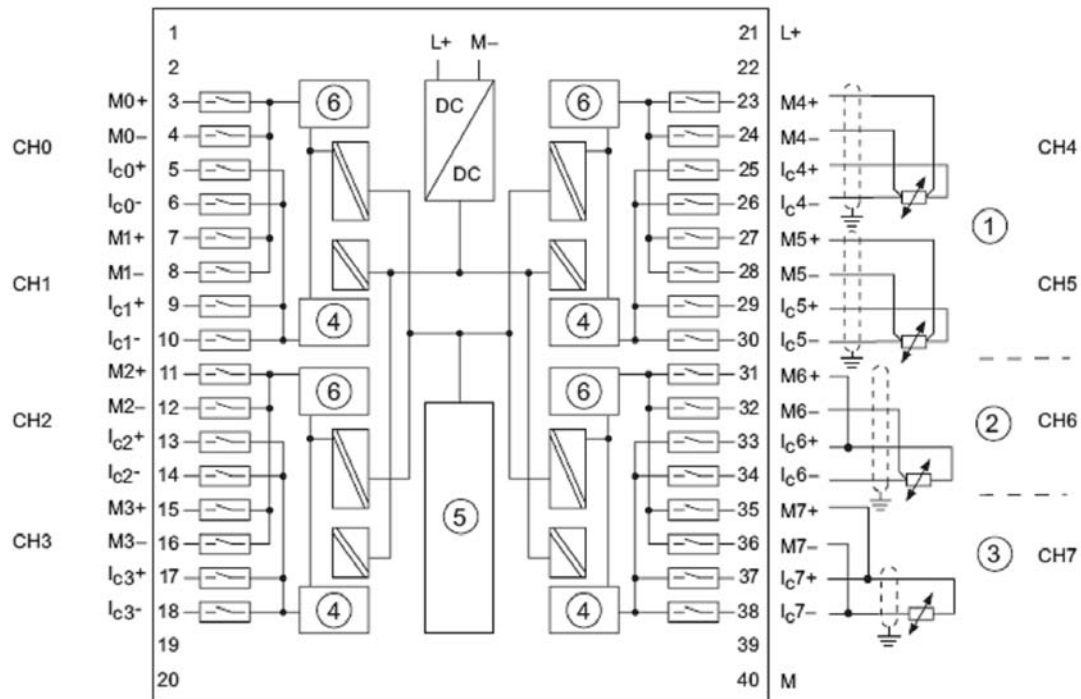 1 21 L+
L+ M–
2 22
M0+ 3 ⑥ DC ⑥ 23 M4+
M0– 4 24 M4–
CH0 CH4
Ic0+ 5 25 Ic4+
DC
Ic0- 6 26 Ic4–
①
M1+ 7 27 M5+
M1– 8 28 M5–
CH1 CH5
Ic1+ 9 ④ ④ 29 Ic5+
Ic1- 10 30 Ic5–
M2+ 11 ⑥ ⑥ 31 M6+
M2– 12 32 M6–
CH2 ② CH6
Ic2+ 13 33 Ic6+
Ic2- 14 34 Ic6–
M3+ 15 ⑤ 35 M7+
M3– 16 36 M7–
CH3 ③ CH7
Ic3+ 17 37 Ic7+
Ic3- 18 ④ ④ 38 Ic7–
19 39
20 40 M